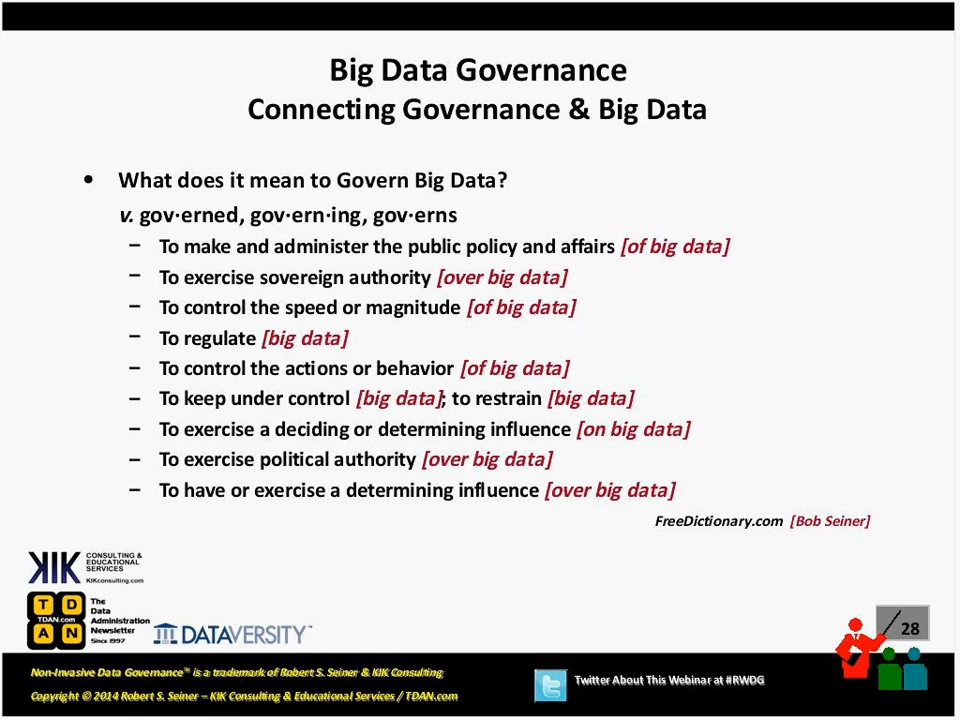 Big Data Governance
Connecting Governance & Big Data
• What does it mean to Govern Big Data?
v. gov·erned, gov·ern·ing, gov·erns
– To make and administer the public policy and affairs [of big data]
– To exercise sovereign authority [over big data]
– To control the speed or magnitude [of big data]
– To regulate [big data]
– To control the actions or behavior [of big data]
– To keep under control [big data]; to restrain [big data]
– To exercise a deciding or determining influence [on big data]
– To exercise political authority [over big data]
– To have or exercise a determining influence [over big data]
FreeDictionary.com [Bob Seiner]
KIK CONSULTING &
EDUCATIONAL
SERVICES
KIKconsulting.com
T D
TDAN.com
A N
The
Data
Administration
Newsletter
Since 1997
DATAVERSITY™
28
Non-Invasive Data Governance™ is a trademark of Robert S. Seiner & KIK Consulting
Copyright © 2014 Robert S. Seiner – KIK Consulting & Educational Services / TDAN.com
Twitter About This Webinar at #RWDG